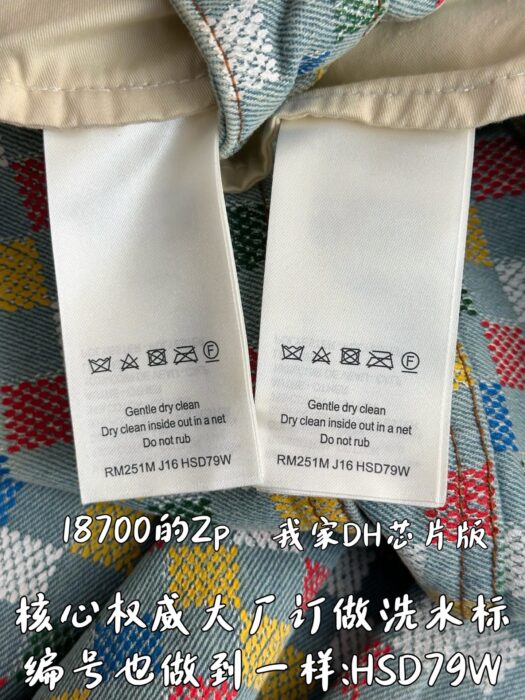 Gentle dry clean
Dry clean inside out in a net
Do not rub
RM251M J16 HSD79W
Gentle dry clean
Dry clean inside out in a net
Do not rub
RM251M J16 HSD79W
18700的Zp 我家DH芯片版
核心权威大厂订做洗水标
编号也做到一样:HSD79W